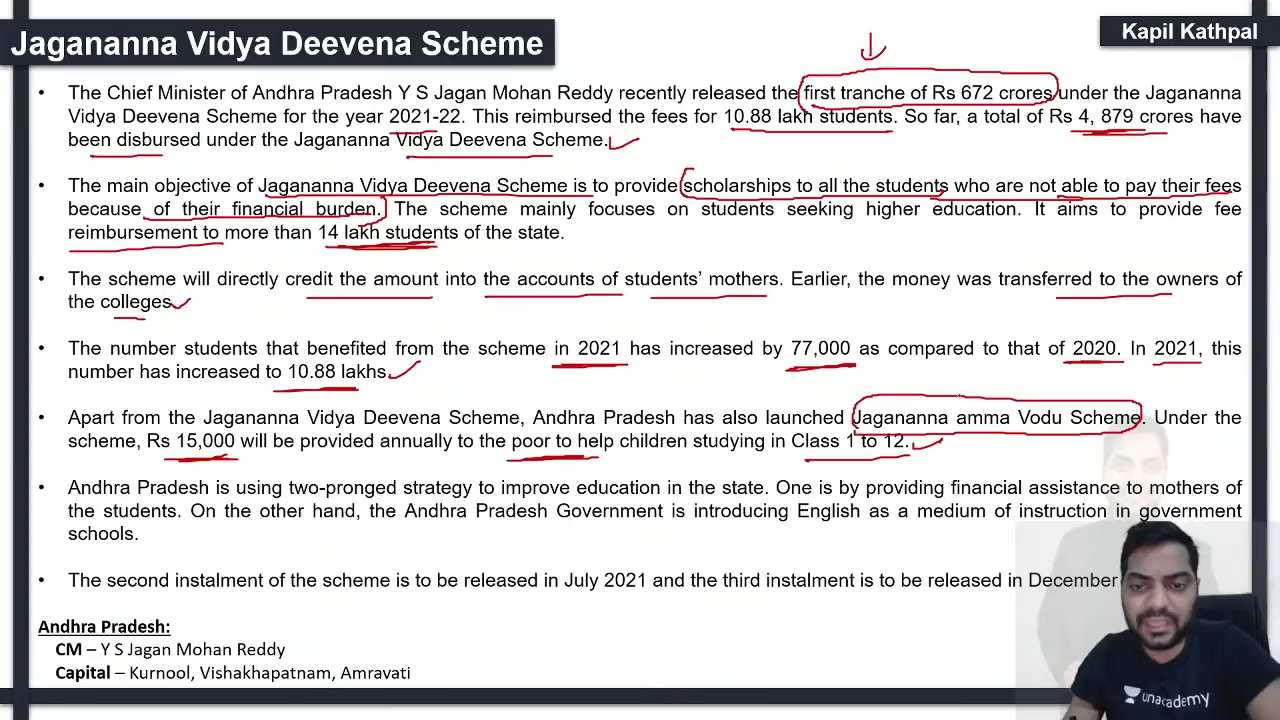 Jagananna Vidya Deevena Scheme
Kapil Kathpal
• The Chief Minister of Andhra Pradesh Y S Jagan Mohan Reddy recently released the first tranche of Rs 672 crores under the Jagananna
Vidya Deevena Scheme for the year 2021-22. This reimbursed the fees for 10.88 lakh students. So far, a total of Rs 4, 879 crores have
been disbursed under the Jagananna Vidya Deevena Scheme.
• The main objective of Jagananna Vidya Deevena Scheme is to provide scholarships to all the students who are not able to pay their fees
because of their financial burden. The scheme mainly focuses on students seeking higher education. It aims to provide fee
reimbursement to more than 14 lakh students of the state.
• The scheme will directly credit the amount into the accounts of students’ mothers. Earlier, the money was transferred to the owners of
the colleges
• The number students that benefited from the scheme in 2021 has increased by 77,000 as compared to that of 2020. In 2021, this
number has increased to 10.88 lakhs.
• Apart from the Jagananna Vidya Deevena Scheme, Andhra Pradesh has also launched Jagananna amma Vodu Scheme. Under the
scheme, Rs 15,000 will be provided annually to the poor to help children studying in Class 1 to 12.
• Andhra Pradesh is using two-pronged strategy to improve education in the state. One is by providing financial assistance to mothers of
the students. On the other hand, the Andhra Pradesh Government is introducing English as a medium of instruction in government
schools.
• The second instalment of the scheme is to be released in July 2021 and the third instalment is to be released in December
Andhra Pradesh:
CM – Y S Jagan Mohan Reddy
Capital – Kurnool, Vishakhapatnam, Amravati
unacademy